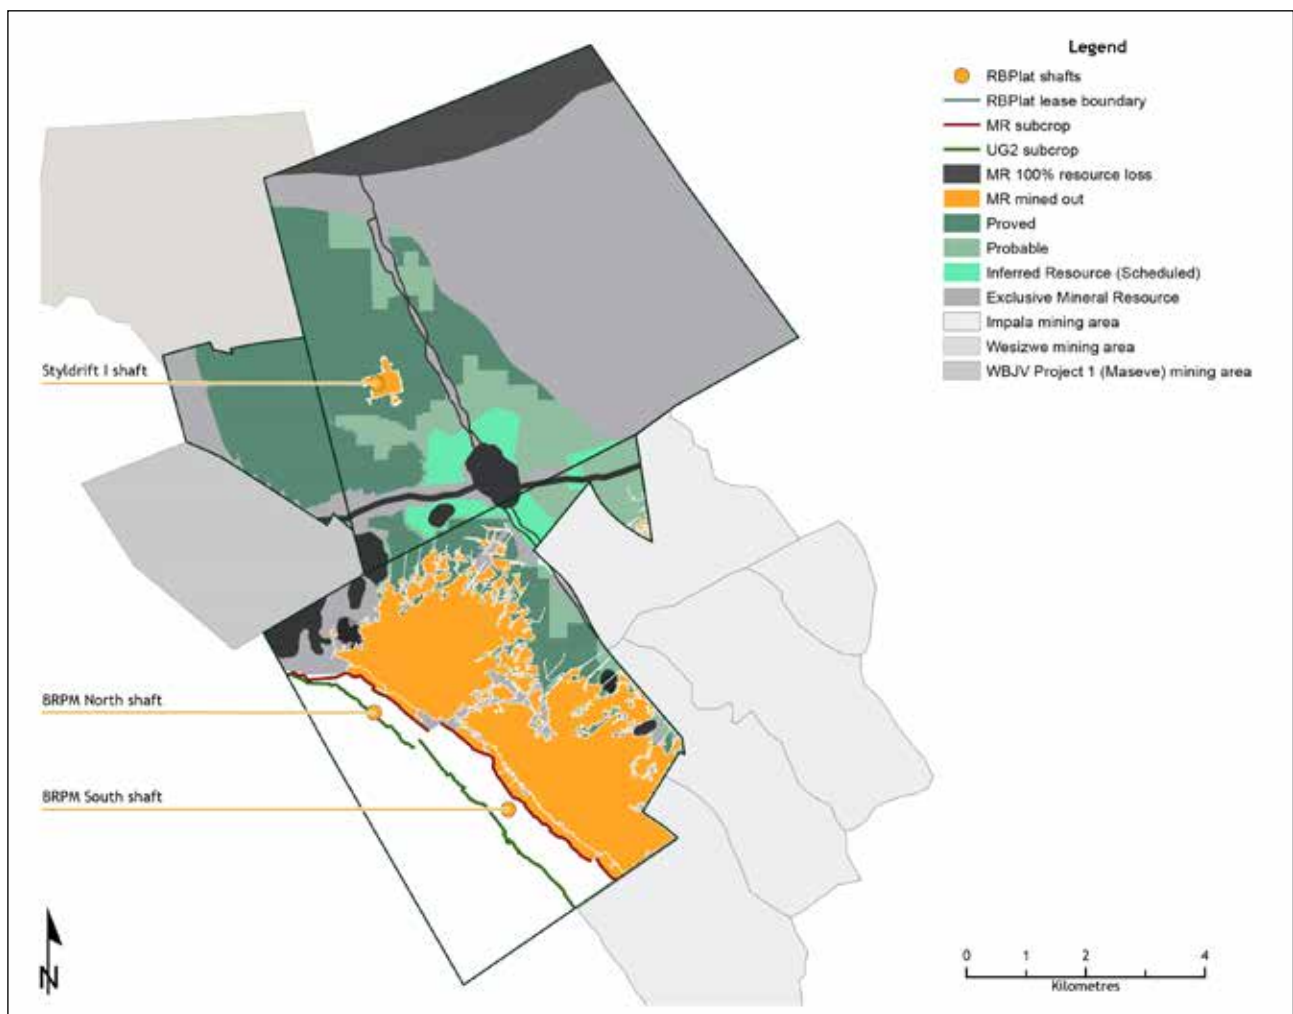 Legend
RBPlat shafts
RBPlat lease boundary
MR subcrop
UG2 subcrop
MR 100% resource loss
MR mined out
Proved
Probable
Inferred Resource (Scheduled)
Exclusive Mineral Resource
Impala mining area
Wesizwe mining area
WBJV Project 1 (Maseve) mining area
Styldrift I shaft
BRPM North shaft
BRPM South shaft
N
0 1 2 4
Kilometres